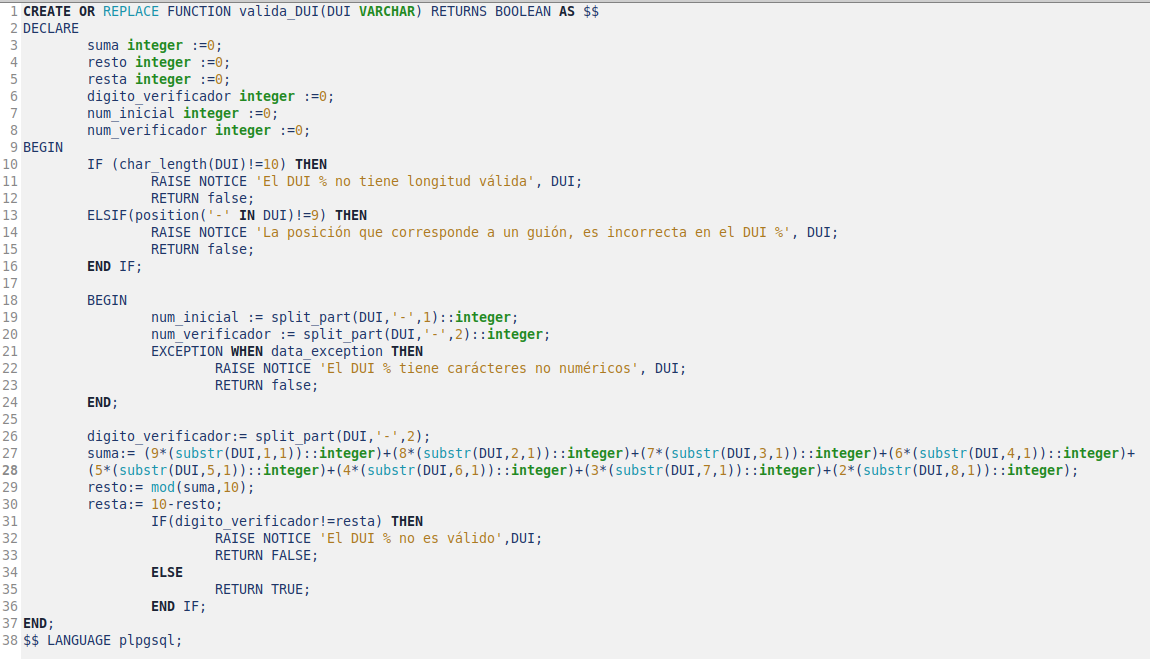 1 CREATE OR REPLACE FUNCTION valida_DUI(DUI VARCHAR) RETURNS BOOLEAN AS $$
2 DECLARE
3         suma integer :=0;
4         resto integer :=0;
5         resta integer :=0;
6         digito_verificador integer :=0;
7         num_inicial integer :=0;
8         num_verificador integer :=0;
9 BEGIN
10         IF (char_length(DUI)!=10) THEN
11                 RAISE NOTICE 'El DUI % no tiene longitud válida', DUI;
12                 RETURN false;
13         ELSIF(position('-' IN DUI)!=9) THEN
14                 RAISE NOTICE 'La posición que corresponde a un guión, es incorrecta en el DUI %', DUI;
15                 RETURN false;
16         END IF;
17
18         BEGIN
19                 num_inicial := split_part(DUI,'-',1)::integer;
20                 num_verificador := split_part(DUI,'-',2)::integer;
21                 EXCEPTION WHEN data_exception THEN
22                         RAISE NOTICE 'El DUI % tiene carácteres no numéricos', DUI;
23                         RETURN false;
24         END;
25
26         digito_verificador:= split_part(DUI,'-',2);
27         suma:= (9*(substr(DUI,1,1))::integer)+(8*(substr(DUI,2,1))::integer)+(7*(substr(DUI,3,1))::integer)+(6*(substr(DUI,4,1))::integer)+
28         (5*(substr(DUI,5,1))::integer)+(4*(substr(DUI,6,1))::integer)+(3*(substr(DUI,7,1))::integer)+(2*(substr(DUI,8,1))::integer);
29         resto:= mod(suma,10);
30         resta:= 10-resto;
31                 IF(digito_verificador!=resta) THEN
32                         RAISE NOTICE 'El DUI % no es válido',DUI;
33                         RETURN FALSE;
34                 ELSE
35                         RETURN TRUE;
36                 END IF;
37 END;
38 $$ LANGUAGE plpgsql;